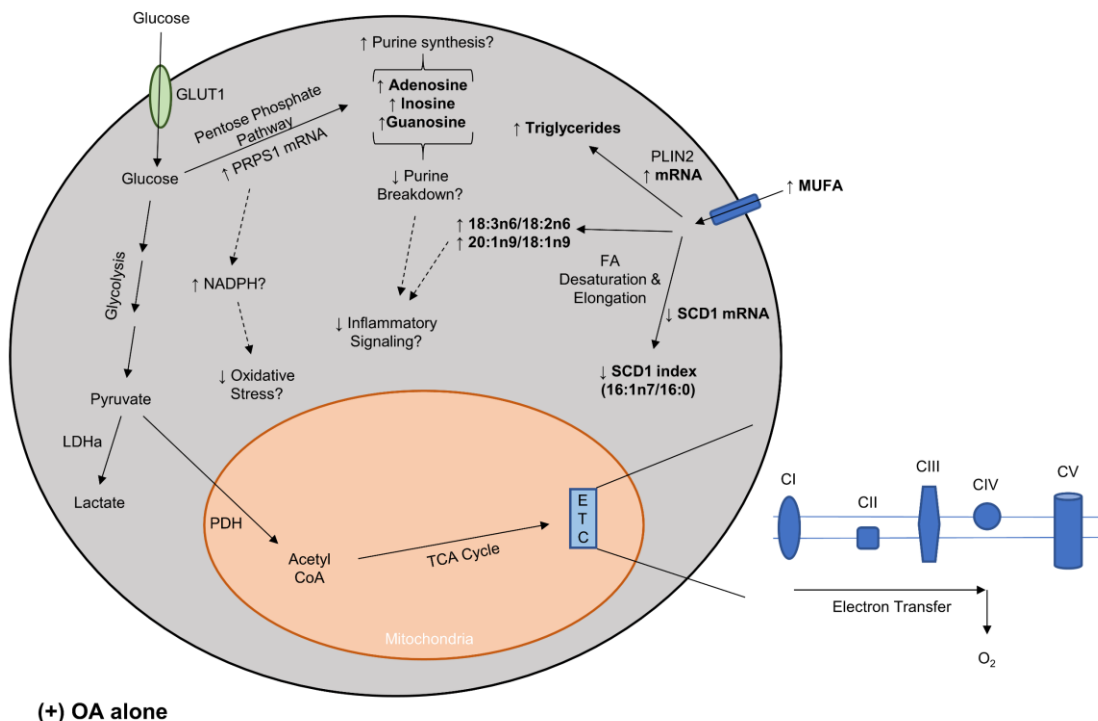 Glucose
GLUT1
Glucose
Pentose Phosphate
Pathway
↑ PRPS1 mRNA
↑ Purine synthesis?
↑ Adenosine
↑ Inosine
↑Guanosine
↓ Purine
Breakdown?
↑ Triglycerides
PLIN2
↑ mRNA
↑ MUFA
↑ 18:3n6/18:2n6
↑ 20:1n9/18:1n9
FA
Desaturation &
Elongation
↓ SCD1 mRNA
↓ SCD1 index
(16:1n7/16:0)
Glycolysis
↑ NADPH?
↓ Inflammatory
Signaling?
↓ Oxidative
Stress?
Pyruvate
LDHa
Lactate
PDH
Acetyl
CoA
TCA Cycle
E
T
C
Mitochondria
CI
CII
CIII
CIV
CV
Electron Transfer
O₂
(+) OA alone